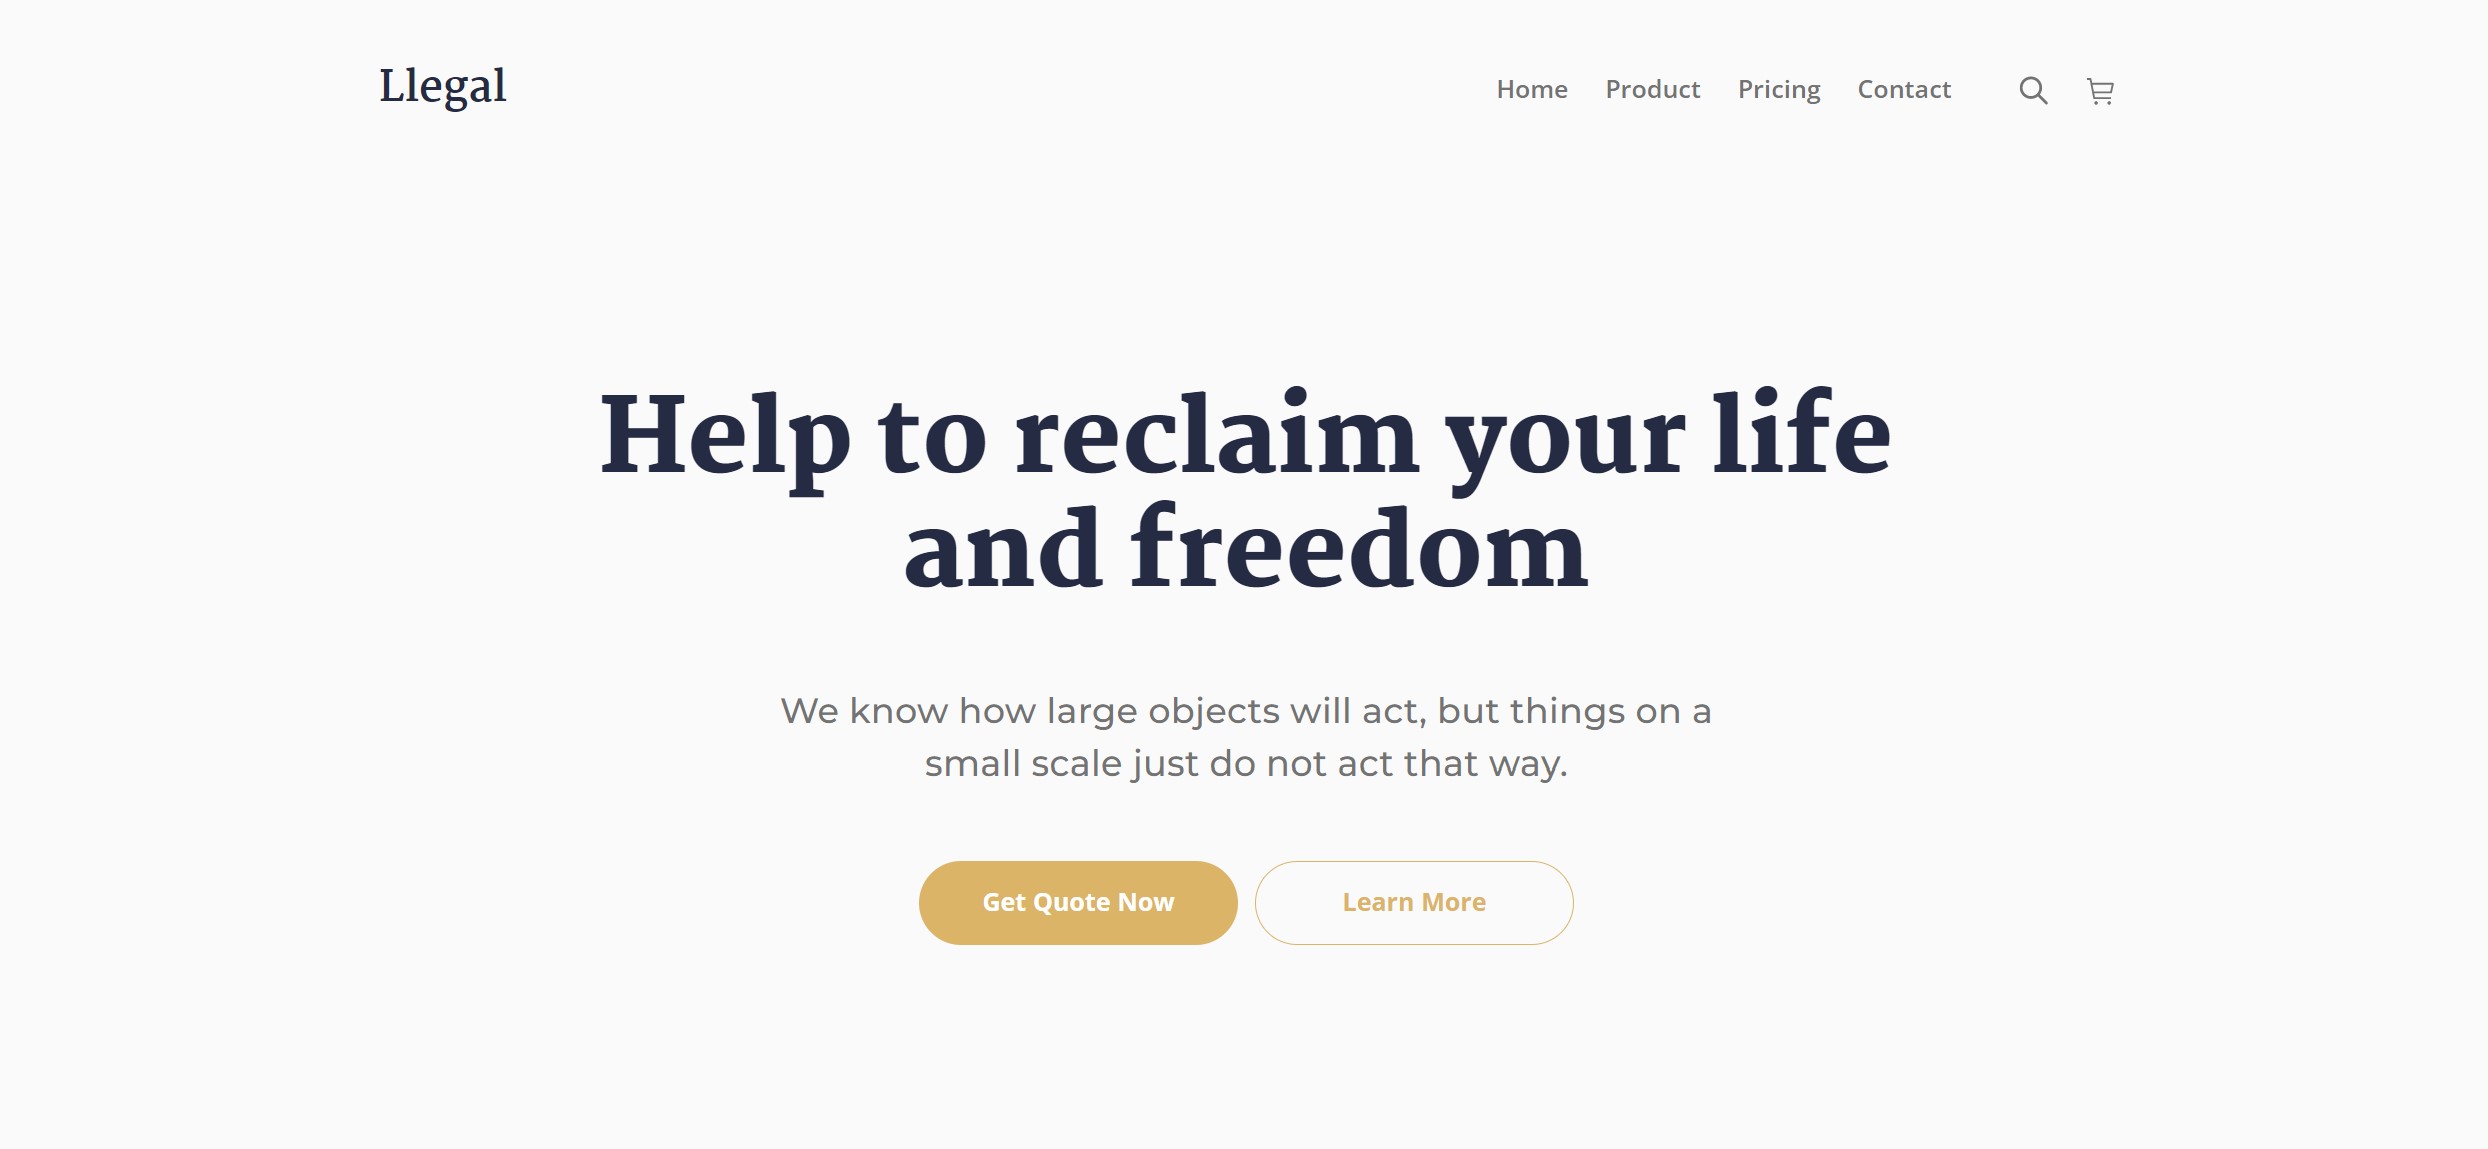 Llegal
Home Product Pricing Contact
Help to reclaim your life
and freedom
We know how large objects will act, but things on a
small scale just do not act that way.
Get Quote Now Learn More